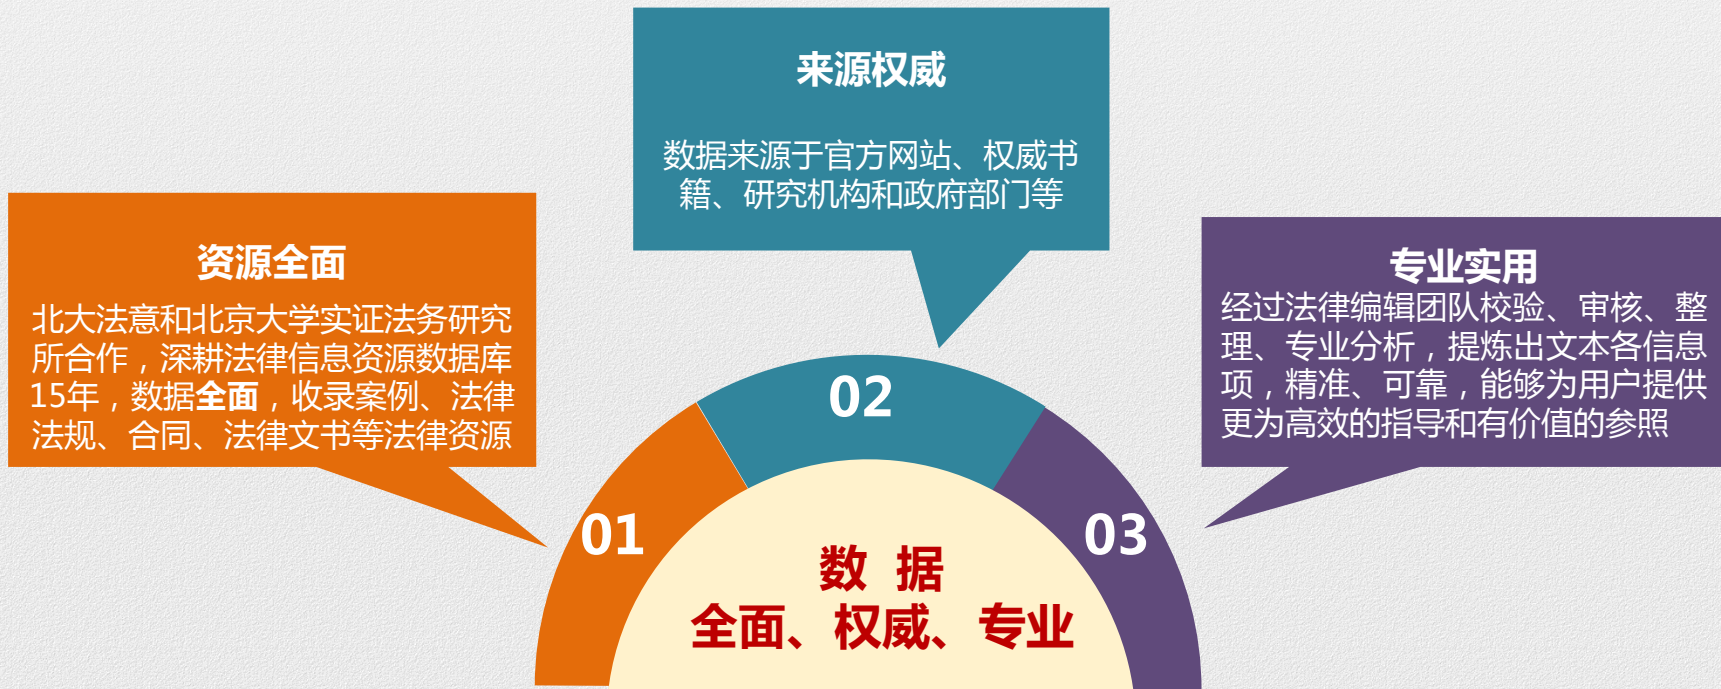 来源权威
数据来源于官方网站、权威书
籍、研究机构和政府部门等
资源全面
北大法意和北京大学实证法务研究
所合作，深耕法律信息资源数据库
15年，数据全面，收录案例、法律
法规、合同、法律文书等法律资源
专业实用
经过法律编辑团队校验、审核、整
理、专业分析，提炼出文本各信息
项，精准、可靠，能够为用户提供
更为高效的指导和有价值的参照
01
02
03
数 据
全面、权威、专业